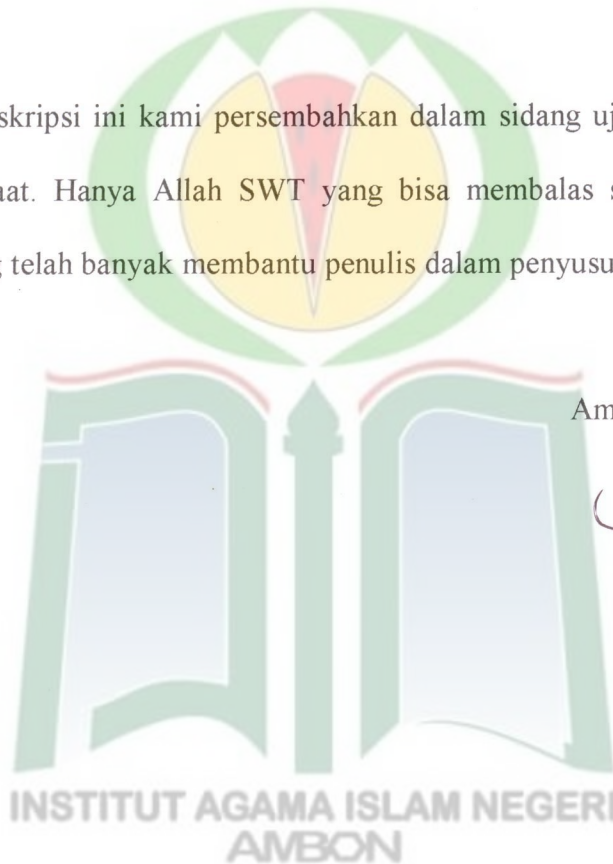 skripsi ini kami persembahkan dalam sidang uj
aat. Hanya Allah SWT yang bisa membalas s
telah banyak membantu penulis dalam penyusu
Am
INSTITUT AGAMA ISLAM NEGERI
AMBON